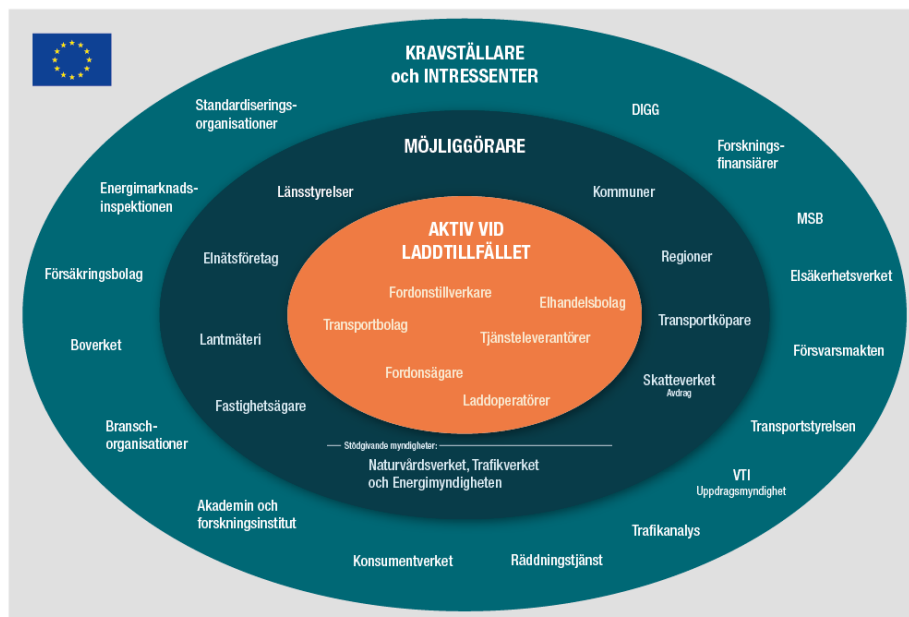 KRAVSTÄLLARE
och INTRESSENTER
Standardiserings-
organisationer
DIGG
Forsknings-
finansiärer
Energimarknads-
inspektionen
MSB
Försäkringsbolag
Elsäkerhetsverket
Boverket
Försvarsmakten
Bransch-
organisationer
Transportstyrelsen
VTI
Uppdragsmyndighet
Akademin och
forskningsinstitut
Trafikanalys
Konsumentverket
Räddningstjänst
MÖJLIGGÖRARE
Länsstyrelser
Kommuner
Elnätsföretag
Regioner
Lantmäteri
Transportköpare
Fastighetsägare
Skatteverket
Avdrag
Stödgivande myndigheter:
Naturvårdsverket, Trafikverket
och Energimyndigheten
AKTIV VID
LADDTILLFÄLLET
Fordonstillverkare
Elhandelsbolag
Transportbolag
Tjänsteleverantörer
Fordonsägare
Laddoperatörer